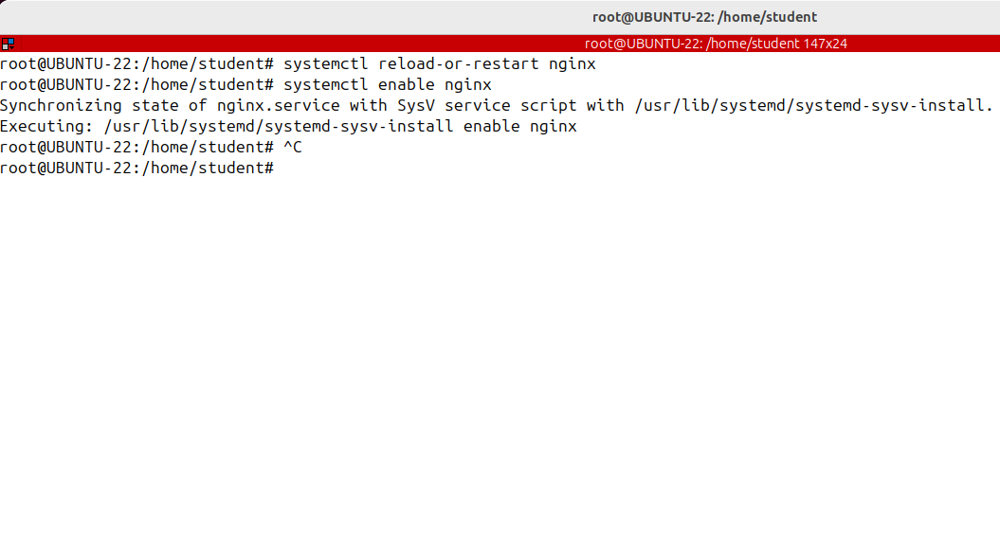 root@UBUNTU-22: /home/student
root@UBUNTU-22: /home/student 147x24
root@UBUNTU-22:/home/student# systemctl reload-or-restart nginx
root@UBUNTU-22:/home/student# systemctl enable nginx
Synchronizing state of nginx.service with SysV service script with /usr/lib/systemd/systemd-sysv-install.
Executing: /usr/lib/systemd/systemd-sysv-install enable nginx
root@UBUNTU-22:/home/student# ^C
root@UBUNTU-22:/home/student#